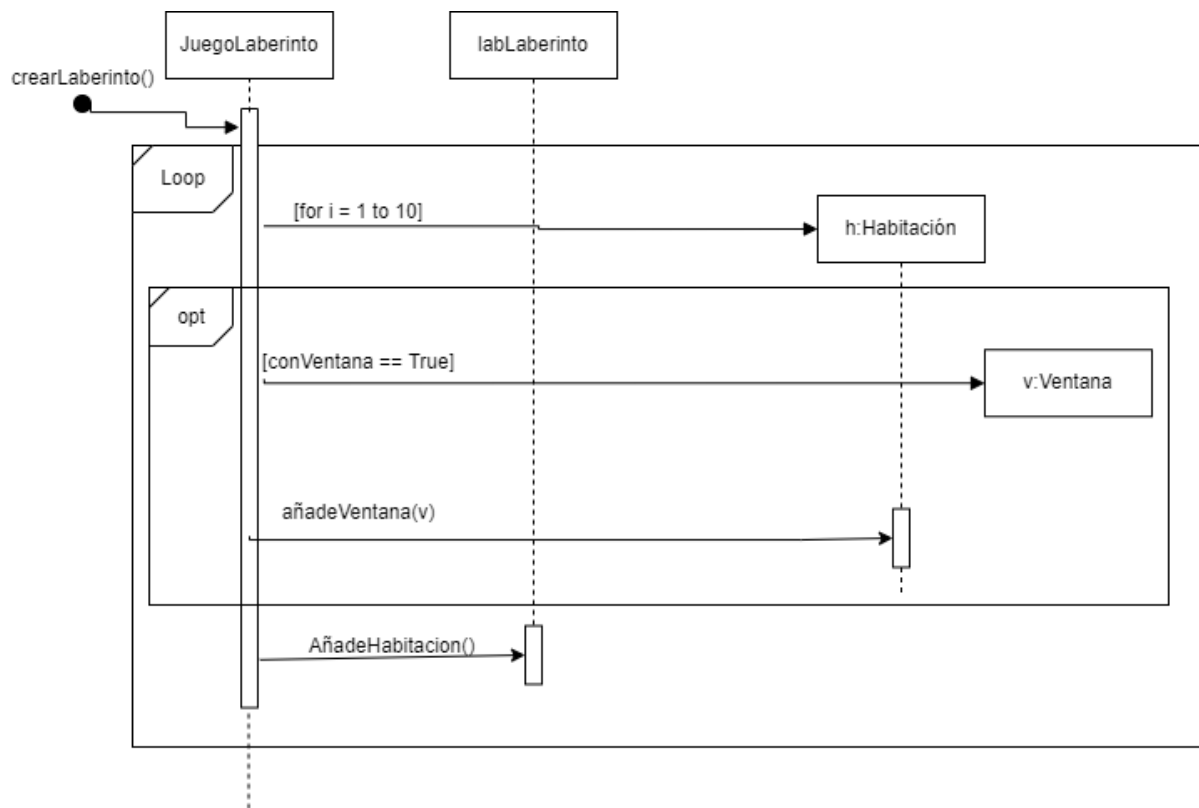 JuegoLaberinto
labLaberinto
crearLaberinto()
Loop
[for i = 1 to 10]
h:Habitación
opt
[conVentana == True]
v:Ventana
añadeVentana(v)
AñadeHabitacion()